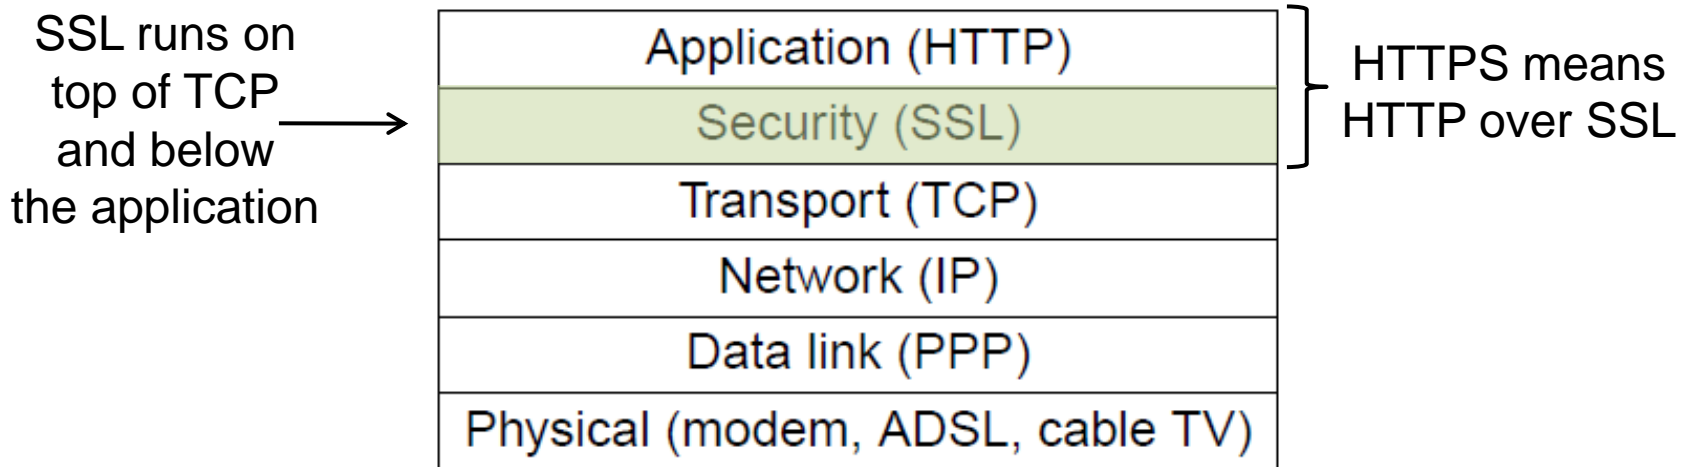 SSL runs on
top of TCP
and below
the application
Application (HTTP)
Security (SSL)
Transport (TCP)
Network (IP)
Data link (PPP)
Physical (modem, ADSL, cable TV)
HTTPS means
HTTP over SSL